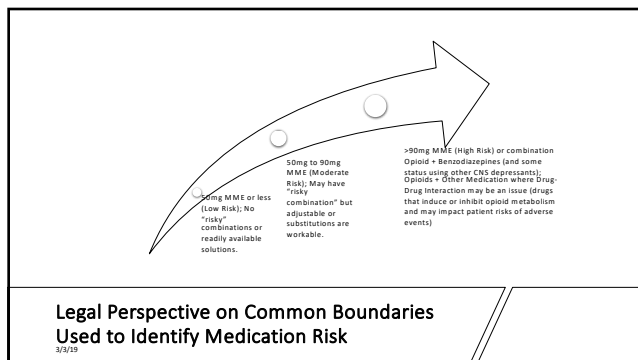 50mg MME or less
(Low Risk); No
“risky”
combinations or
readily available
solutions.
50mg to 90mg
MME (Moderate
Risk); May have
“risky
combination” but
adjustable or
substitutions are
workable.
>90mg MME (High Risk) or combination
Opioid + Benzodiazepines (and some
status using other CNS depressants);
Opioids + Other Medication where Drug-
Drug Interaction may be an issue (drugs
that induce or inhibit opioid metabolism
and may impact patient risks of adverse
events)
Legal Perspective on Common Boundaries
Used to Identify Medication Risk
3/3/19